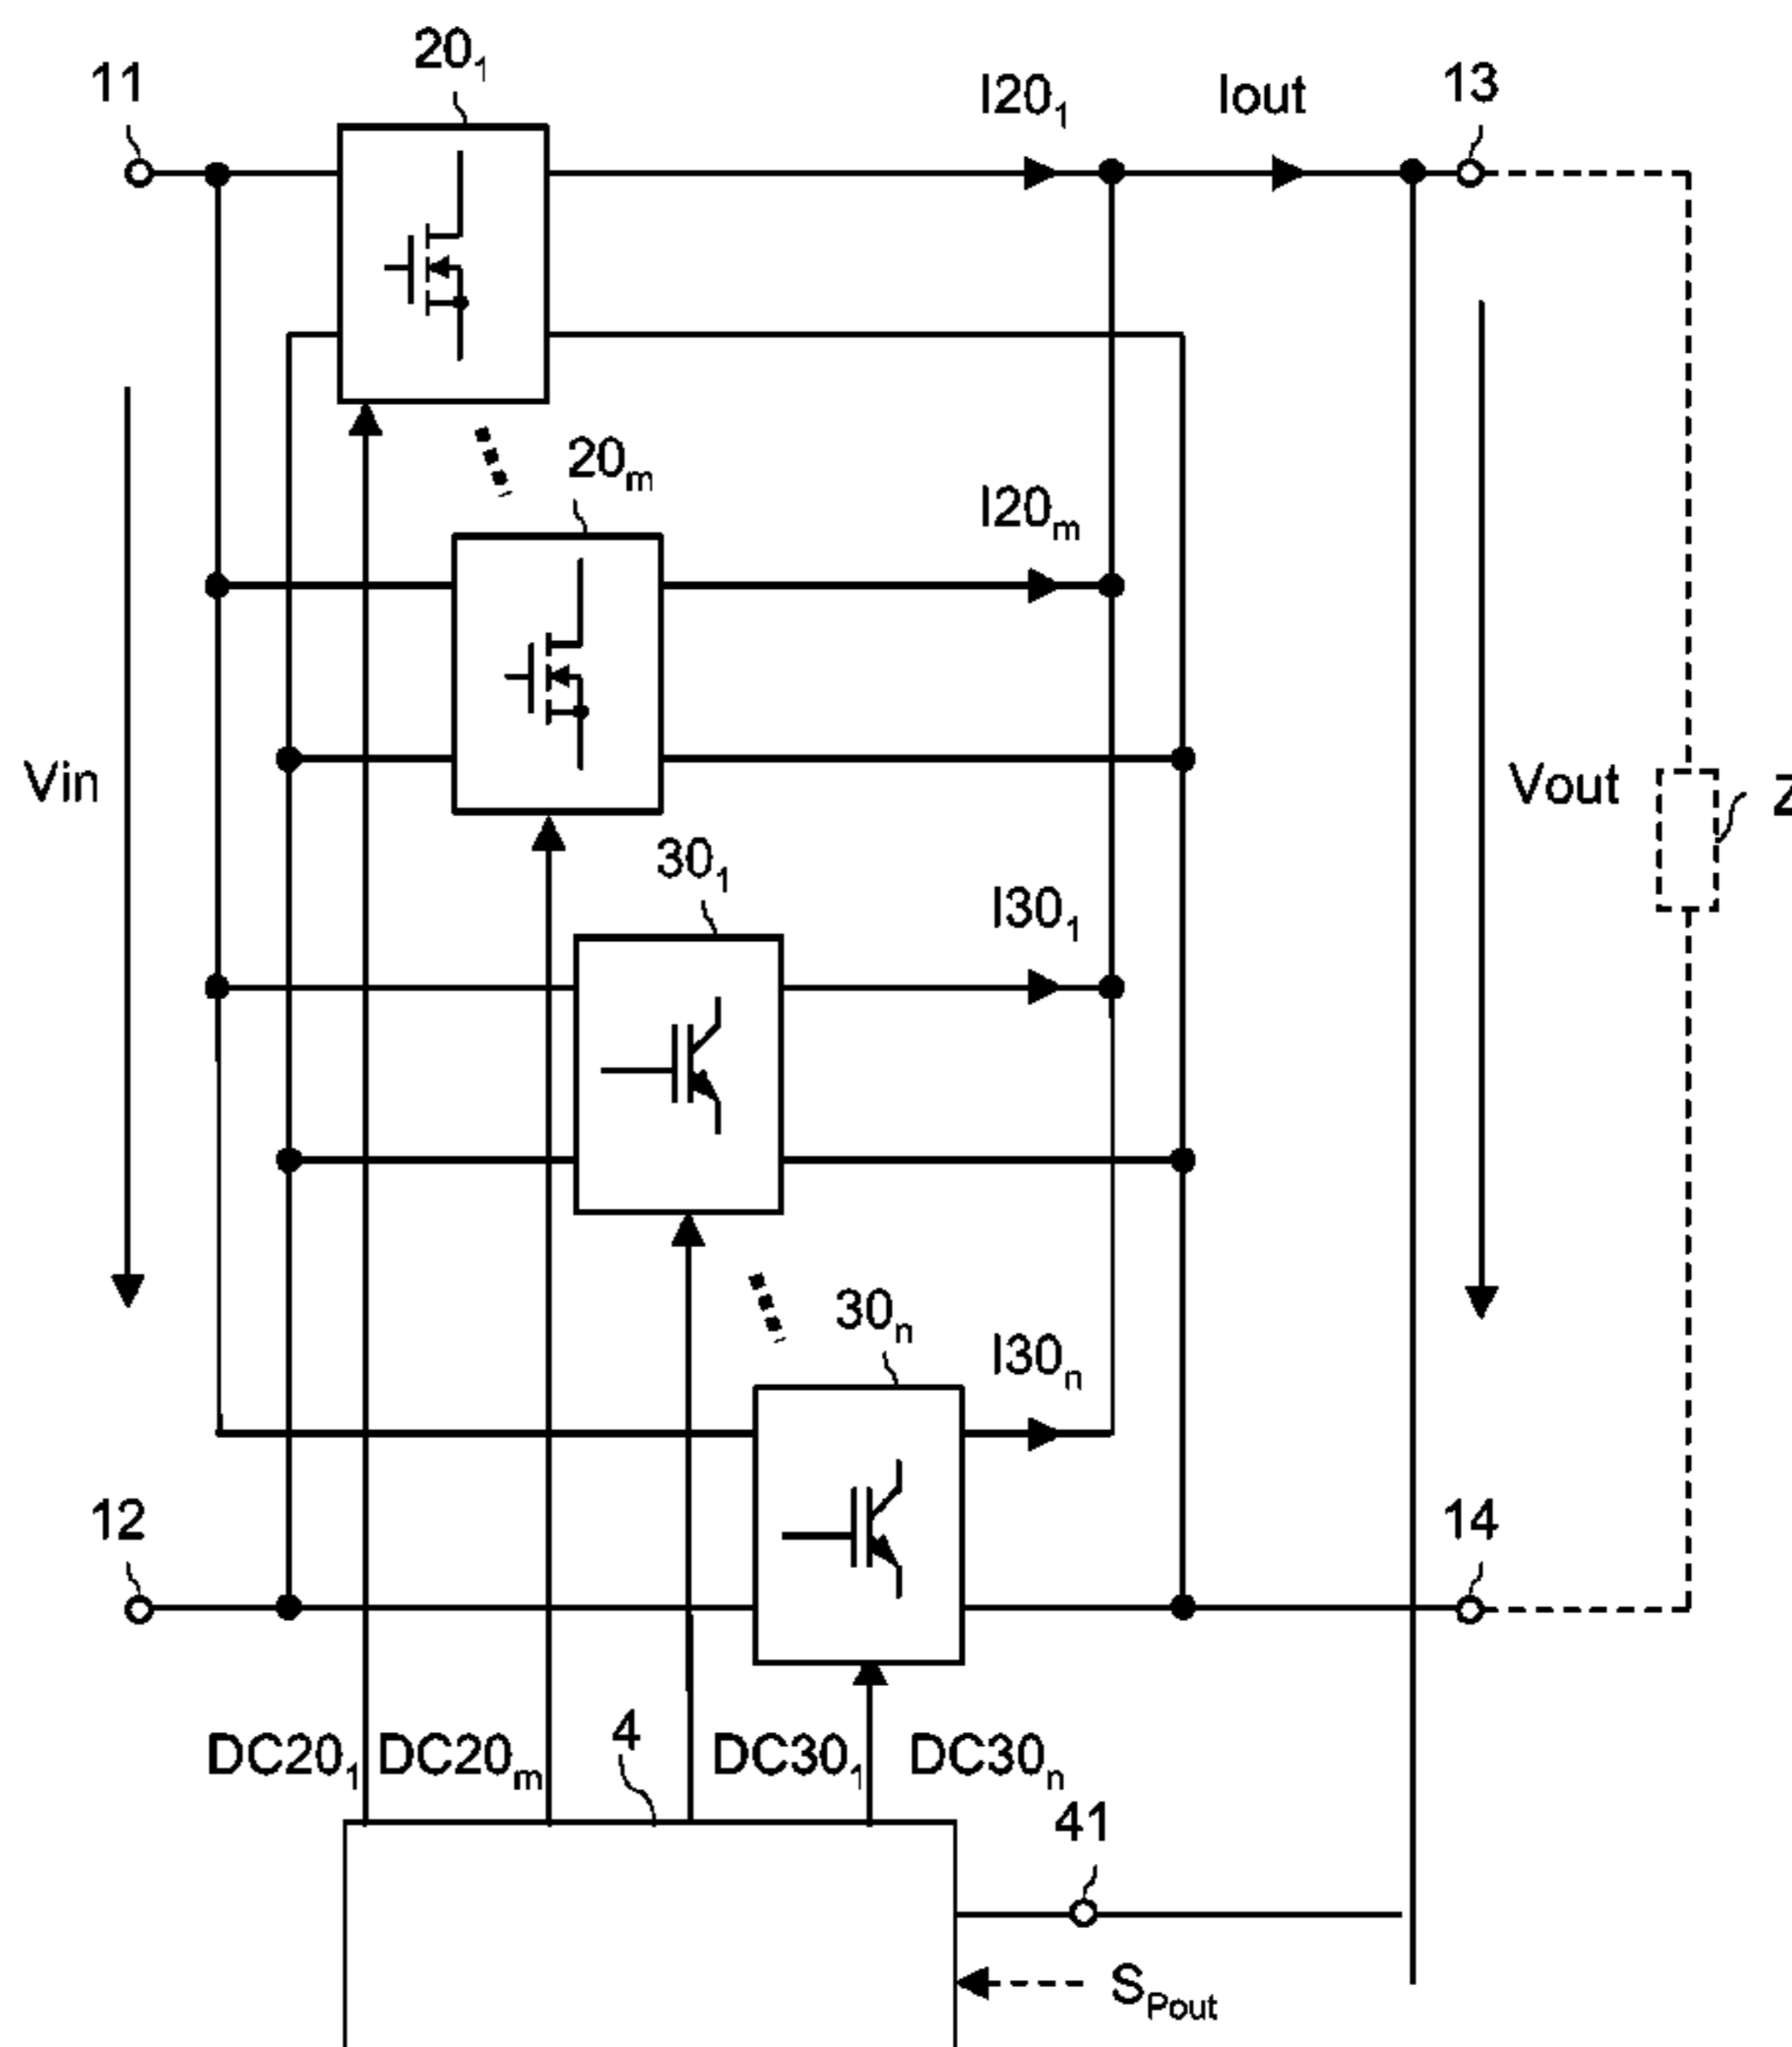 20₁
11
I20₁
Iout
13
20ₘ
I20ₘ
Vin
Vout
Z
30₁
I30₁
30ₙ
I30ₙ
12
14
DC20₁
DC20ₘ
4
DC30₁
DC30ₙ
41
S_Pout